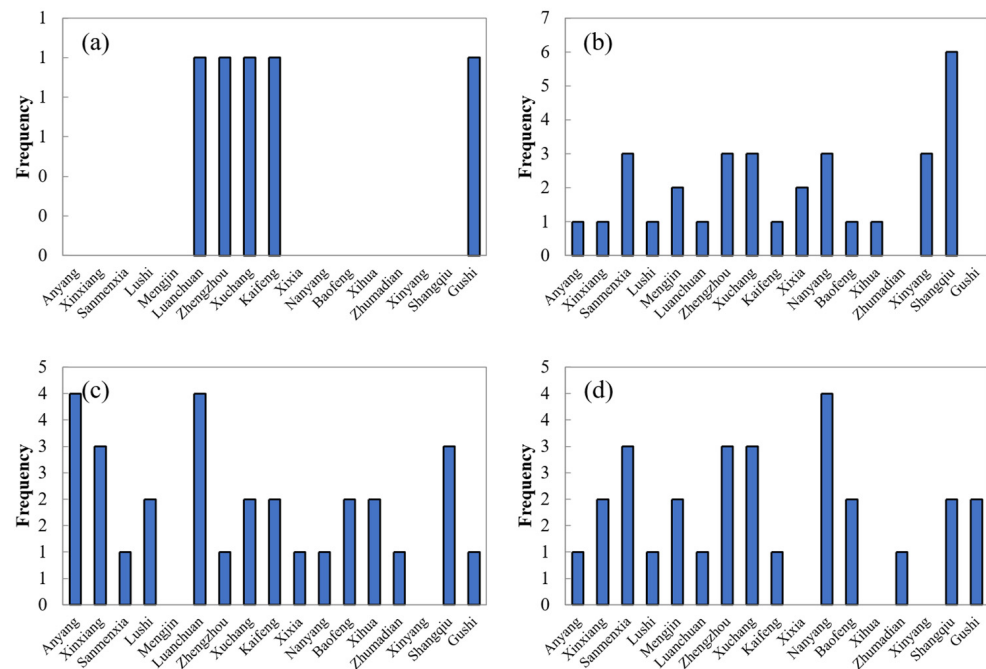 (a)
Frequency
1
1
1
1
0
0
0
Anyang
Xinxiang
Sanmenxia
Lushi
Mengjin
Luanchuan
Zhengzhou
Xuchang
Kaifeng
Xixia
Nanyang
Baofeng
Xihua
Zhumadian
Xinyang
Shangqiu
Gushi
(b)
Frequency
7
6
5
4
3
2
1
0
Anyang
Xinxiang
Sanmenxia
Lushi
Mengjin
Luanchuan
Zhengzhou
Xuchang
Kaifeng
Xixia
Nanyang
Baofeng
Xihua
Zhumadian
Xinyang
Shangqiu
Gushi
(c)
Frequency
5
4
4
3
3
2
2
1
1
0
Anyang
Xinxiang
Sanmenxia
Lushi
Mengjin
Luanchuan
Zhengzhou
Xuchang
Kaifeng
Xixia
Nanyang
Baofeng
Xihua
Zhumadian
Xinyang
Shangqiu
Gushi
(d)
Frequency
5
4
4
3
3
2
2
1
1
0
Anyang
Xinxiang
Sanmenxia
Lushi
Mengjin
Luanchuan
Zhengzhou
Xuchang
Kaifeng
Xixia
Nanyang
Baofeng
Xihua
Zhumadian
Xinyang
Shangqiu
Gushi